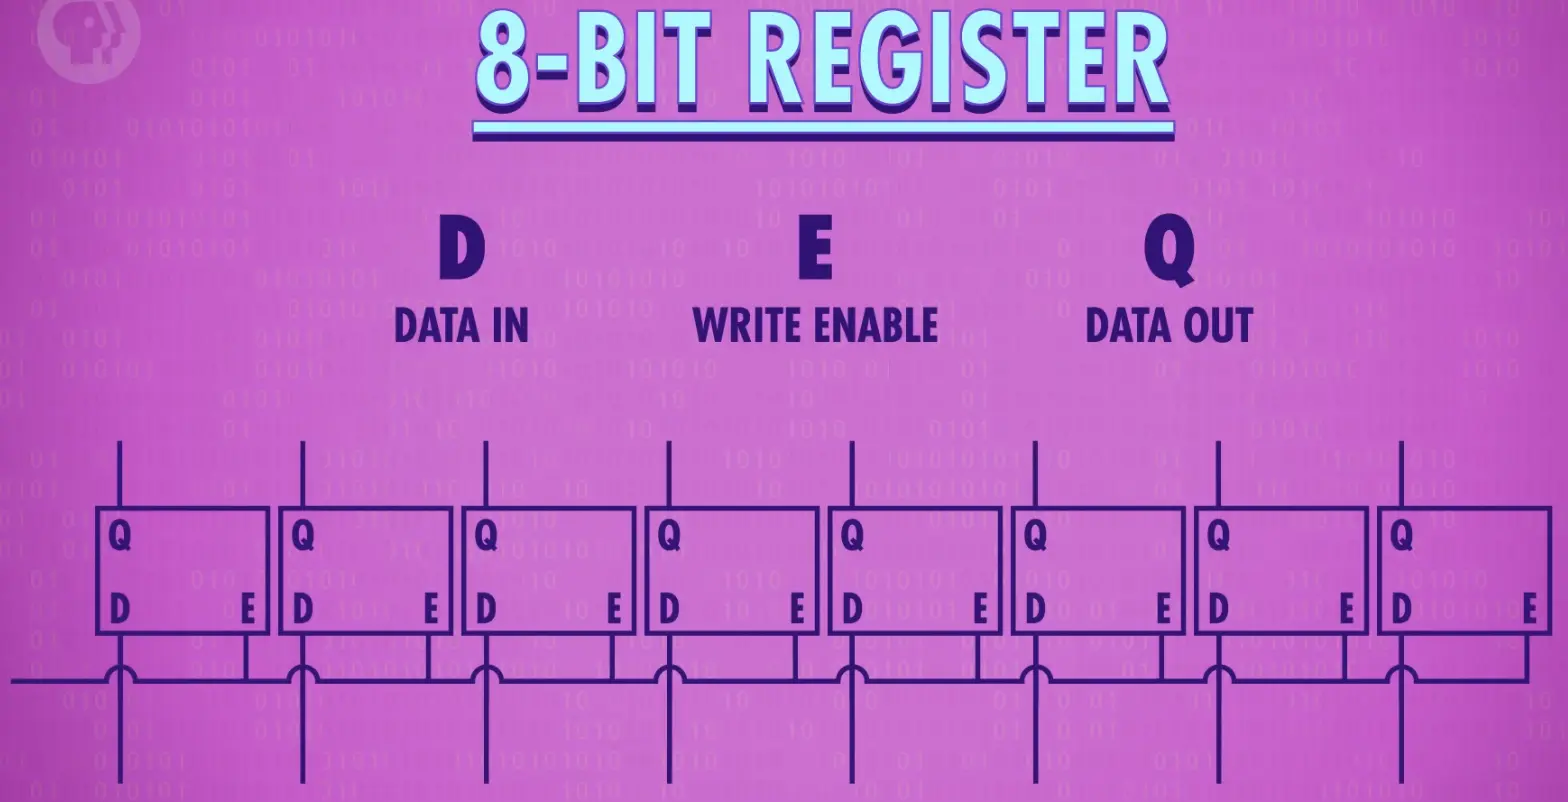 8-BIT REGISTER
D E Q
DATA IN WRITE ENABLE DATA OUT
Q Q Q Q Q Q Q Q
D E D E D E D E D E D E D E D E